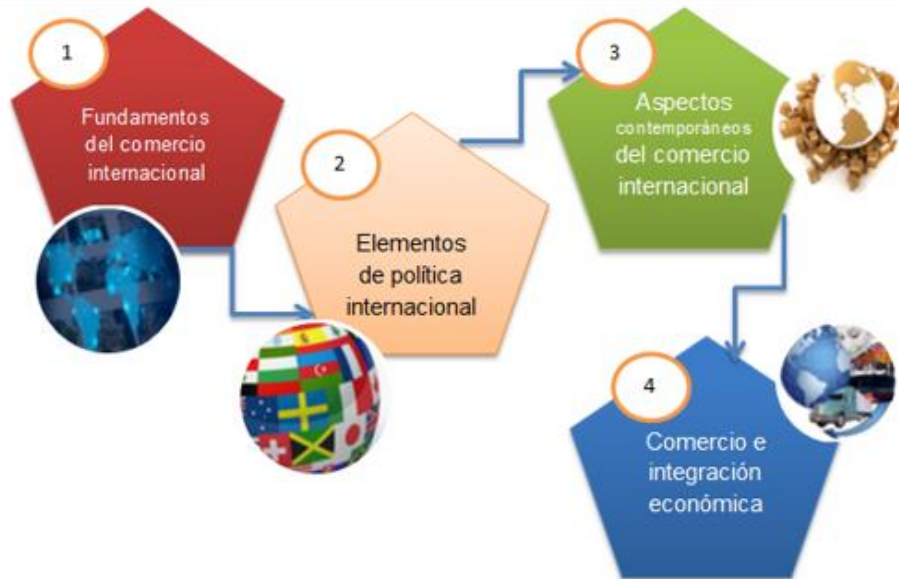 1
Fundamentos
del comercio
internacional
2
Elementos
de política
internacional
3
Aspectos
contemporáneos
del comercio
internacional
4
Comercio e
integración
económica